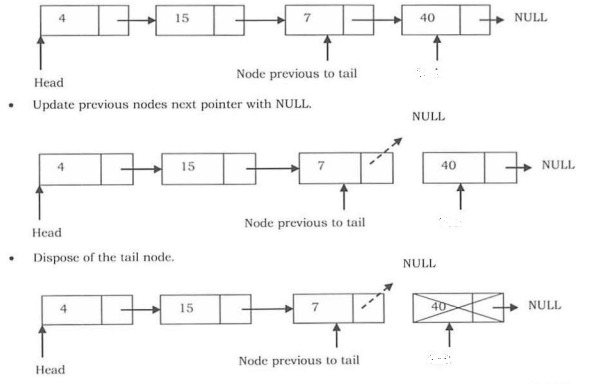 4 15 7 40 NULL
Node previous to tail
Head
• Update previous nodes next pointer with NULL.
NULL
4 15 7 40 NULL
Node previous to tail
Head
• Dispose of the tail node.
NULL
4 15 7 40 NULL
Node previous to tail
Head